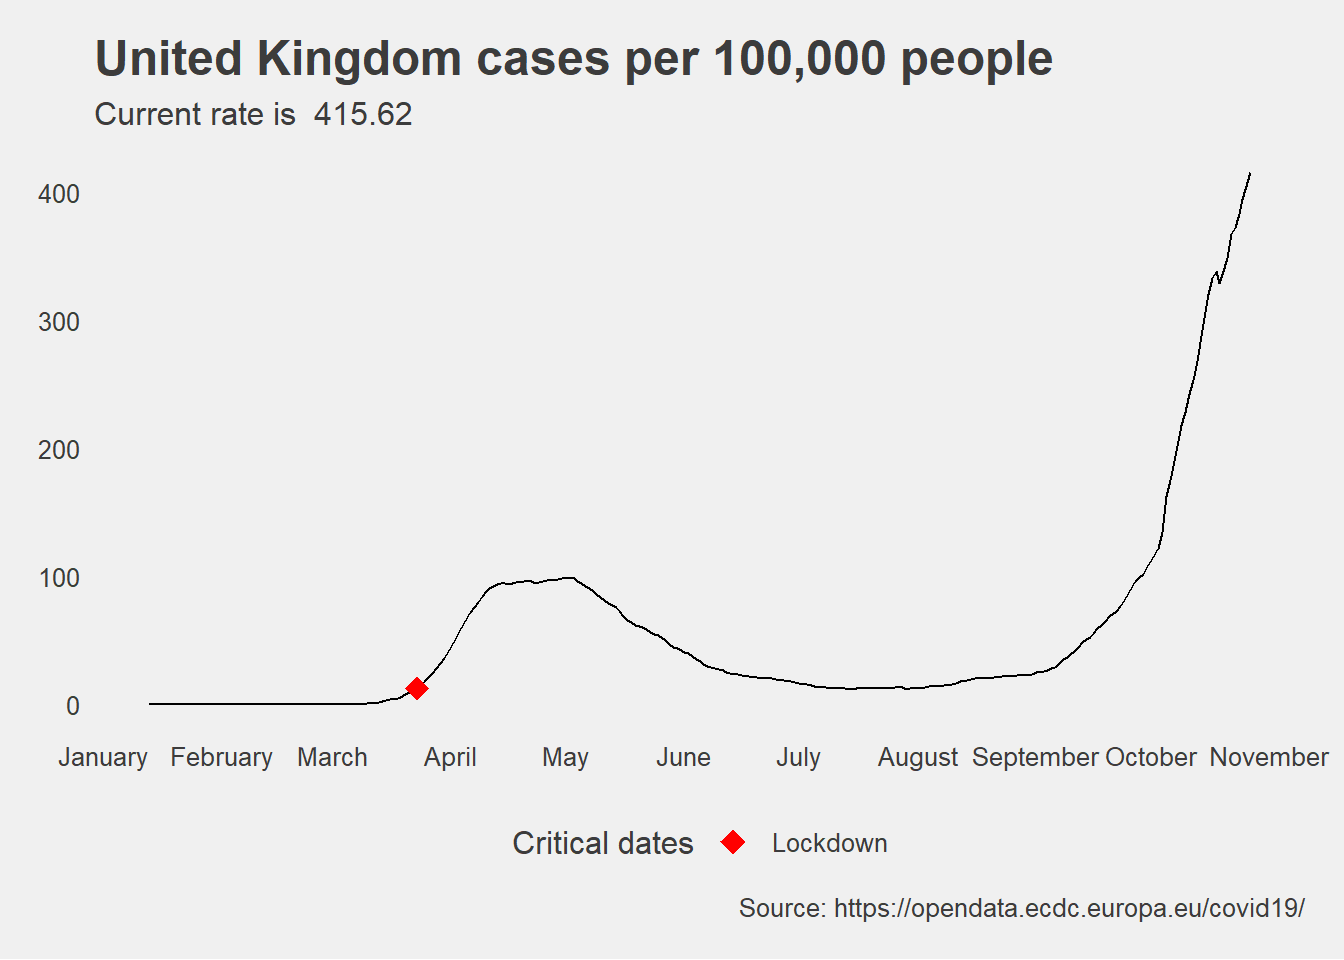 United Kingdom cases per 100,000 people
Current rate is  415.62
400
300
200
100
0
January February March April May June July August September October November
Critical dates Lockdown
Source: https://opendata.ecdc.europa.eu/covid19/